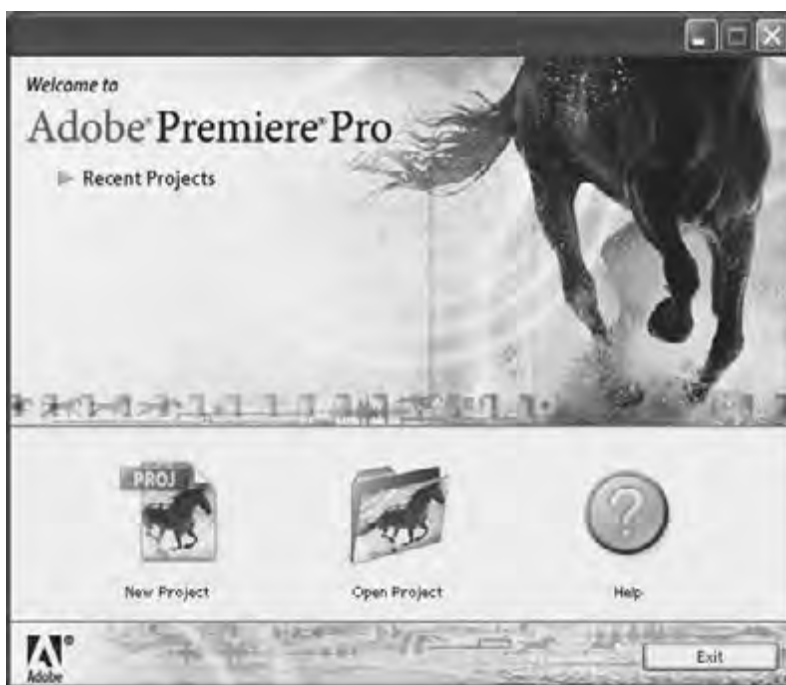 Welcome to
Adobe® Premiere® Pro
Recent Projects
PROJ
New Project
Open Project
?
Help
Adobe®
Exit